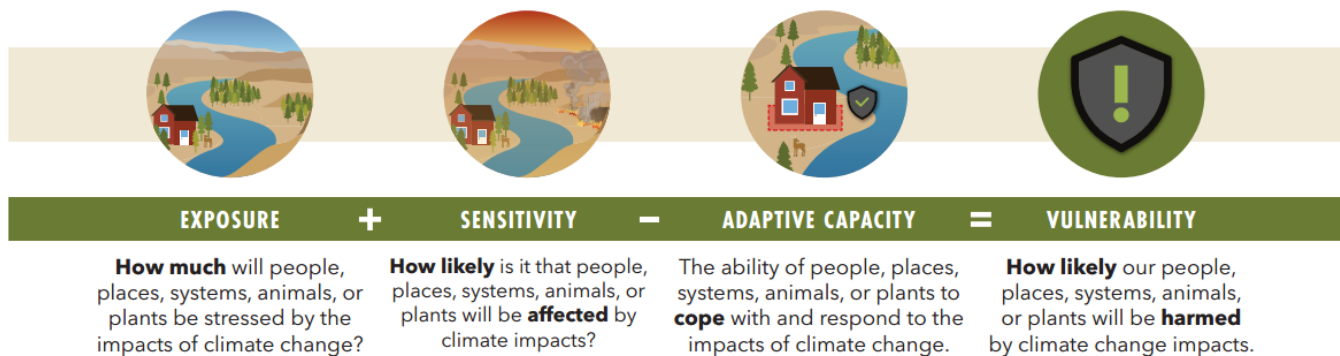 EXPOSURE + SENSITIVITY – ADAPTIVE CAPACITY = VULNERABILITY
How much will people,
places, systems, animals, or
plants be stressed by the
impacts of climate change?
How likely is it that people,
places, systems, animals, or
plants will be affected by
climate impacts?
The ability of people, places,
systems, animals, or plants to
cope with and respond to the
impacts of climate change.
How likely our people,
places, systems, animals,
or plants will be harmed
by climate change impacts.